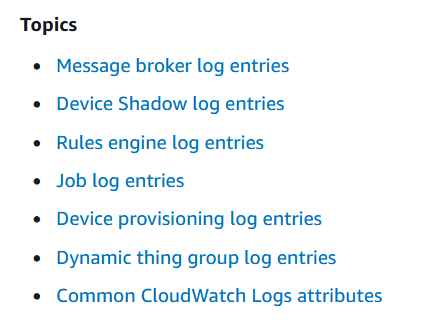 Topics
Message broker log entries
Device Shadow log entries
Rules engine log entries
Job log entries
Device provisioning log entries
Dynamic thing group log entries
Common CloudWatch Logs attributes